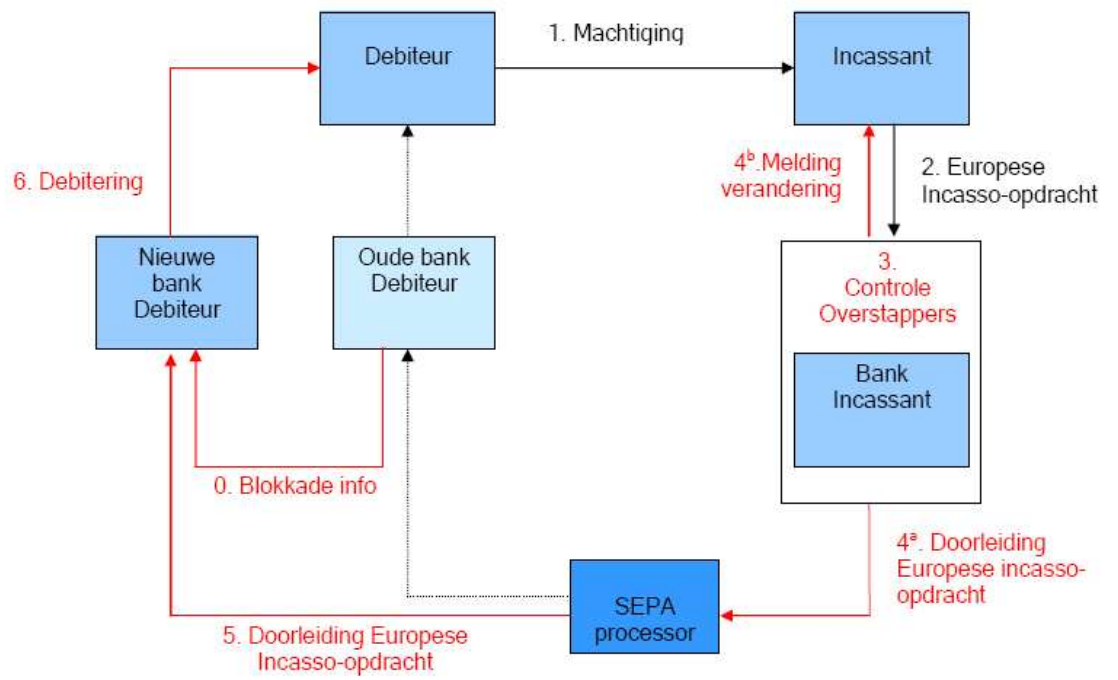 1. Machtiging
Debiteur
Incassant
6. Debitering
4ᵇ.Melding
verandering
2. Europese
Incasso-opdracht
Nieuwe
bank
Debiteur
Oude bank
Debiteur
3.
Controle
Overstappers
Bank
Incassant
0. Blokkade info
4ᵃ. Doorleiding
Europese incasso-
opdracht
SEPA
processor
5. Doorleiding Europese
Incasso-opdracht